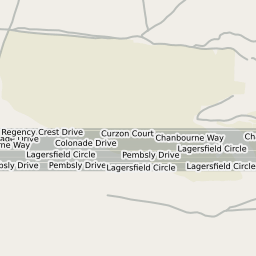 Regency Crest Drive
Curzon Court
Chanbourne Way
Colonade Drive
Lagersfield Circle
Lagersfield Circle
Pembsly Drive
Pembsly Drive
Lagersfield Circle
Lagersfield Circle